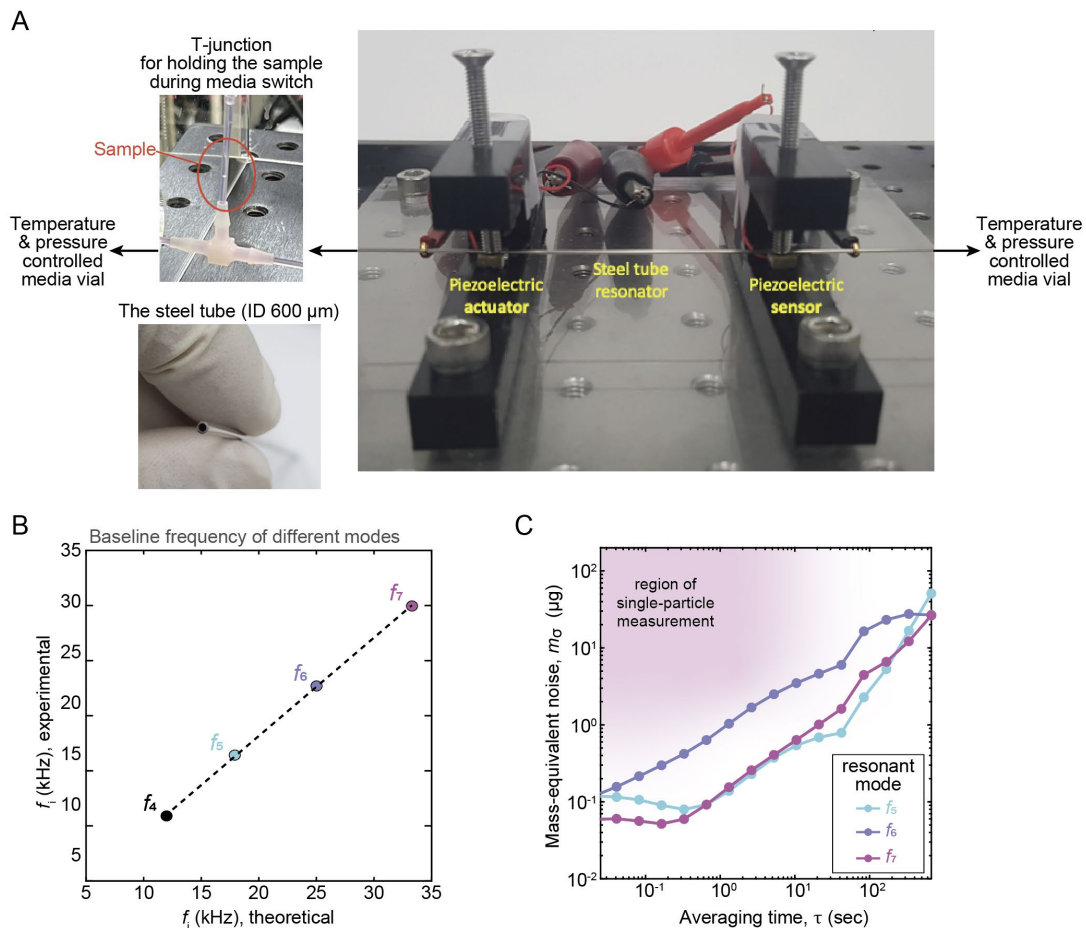 A
T-junction
for holding the sample
during media switch
Sample
Temperature
& pressure
controlled
media vial
Temperature
& pressure
controlled
media vial
Piezoelectric
actuator
Steel tube
resonator
Piezoelectric
sensor
The steel tube (ID 600 µm)
B
Baseline frequency of different modes
35
30
25
20
15
10
5
fᵢ (kHz), experimental
f₇
f₆
f₅
f₄
5
10
15
20
25
30
35
fᵢ (kHz), theoretical
C
10²
10¹
10⁰
10⁻¹
10⁻²
Mass-equivalent noise, mσ (µg)
region of
single-particle
measurement
resonant
mode
f₅
f₆
f₇
10⁻¹
10⁰
10¹
10²
Averaging time, τ (sec)